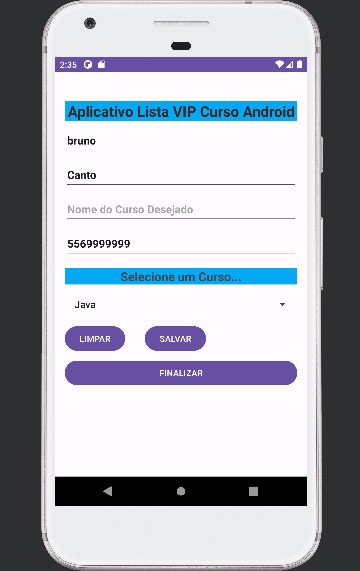 2:35
Aplicativo Lista VIP Curso Android
bruno
Canto
Nome do Curso Desejado
5569999999
Selecione um Curso...
Java
LIMPAR SALVAR
FINALIZAR